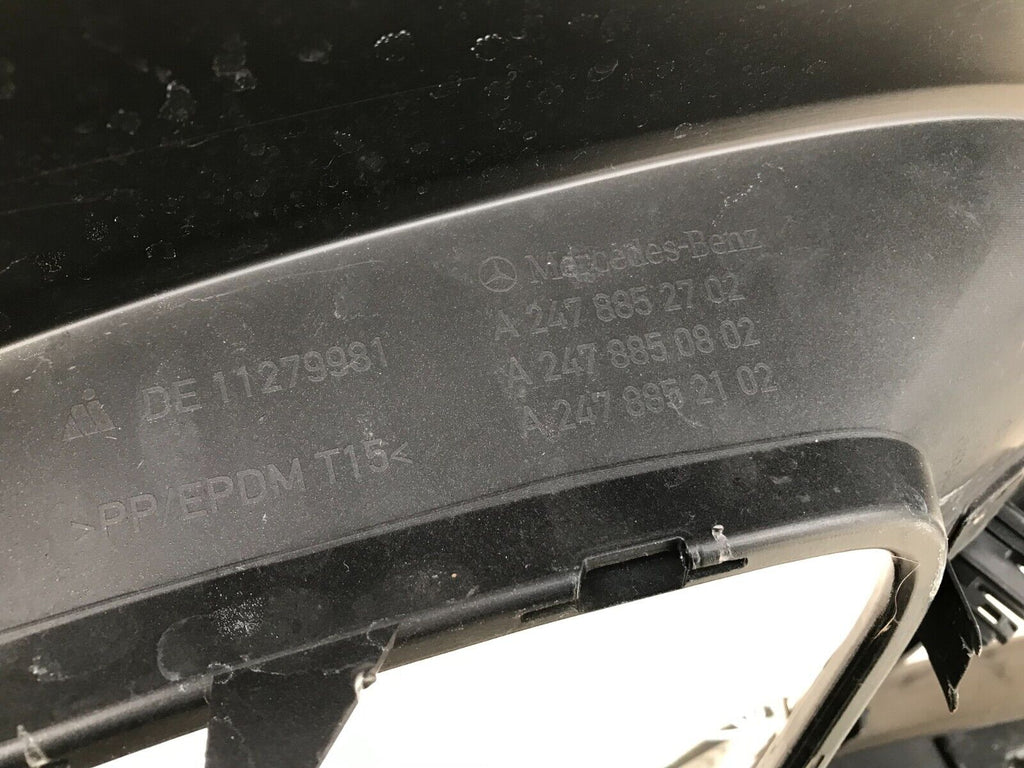 Mercedes-Benz
A 247 885 27 02
A 247 885 08 02
A 247 885 21 02
DE 11279981
>PP/EPDM T15<